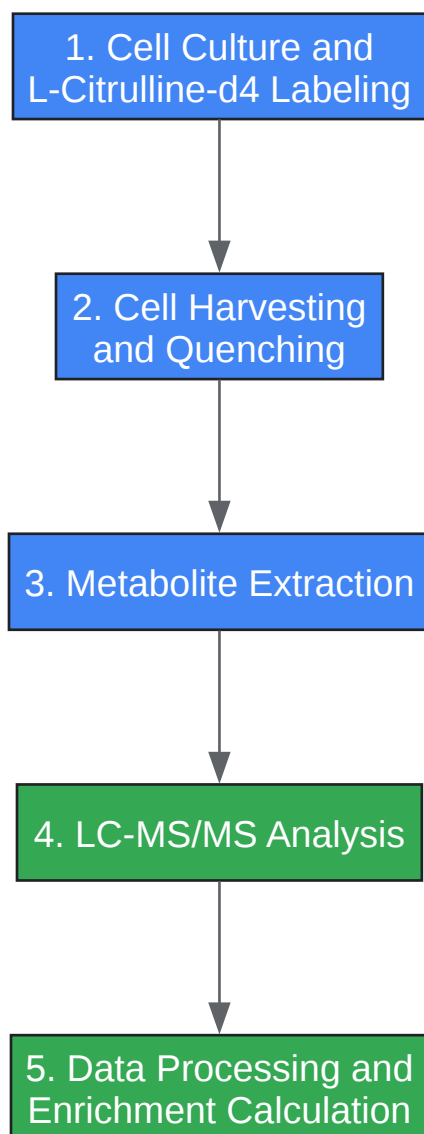 1. Cell Culture and
L-Citrulline-d4 Labeling
2. Cell Harvesting
and Quenching
3. Metabolite Extraction
4. LC-MS/MS Analysis
5. Data Processing and
Enrichment Calculation